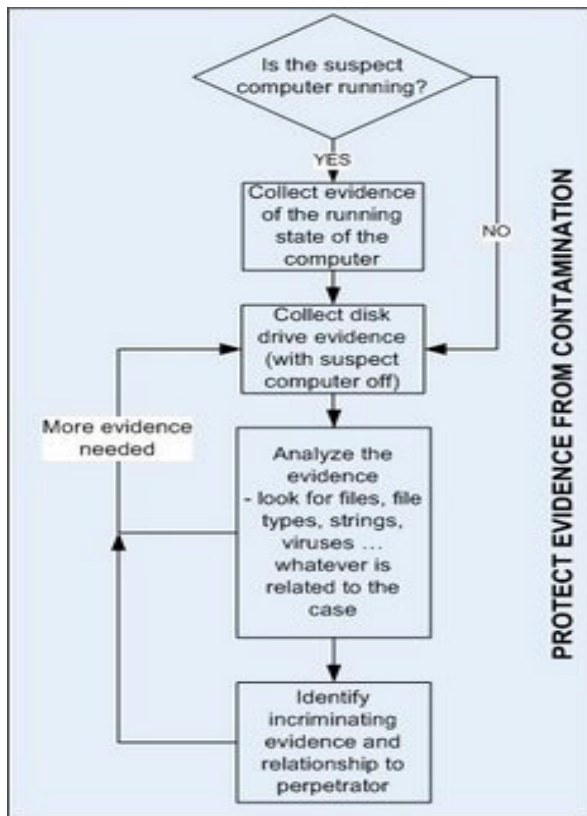 Is the suspect
computer running?
YES
NO
Collect evidence
of the running
state of the
computer
Collect disk
drive evidence
(with suspect
computer off)
More evidence
needed
Analyze the
evidence
- look for files, file
types, strings,
viruses ...
whatever is
related to the
case
Identify
incriminating
evidence and
relationship to
perpetrator
PROTECT EVIDENCE FROM CONTAMINATION